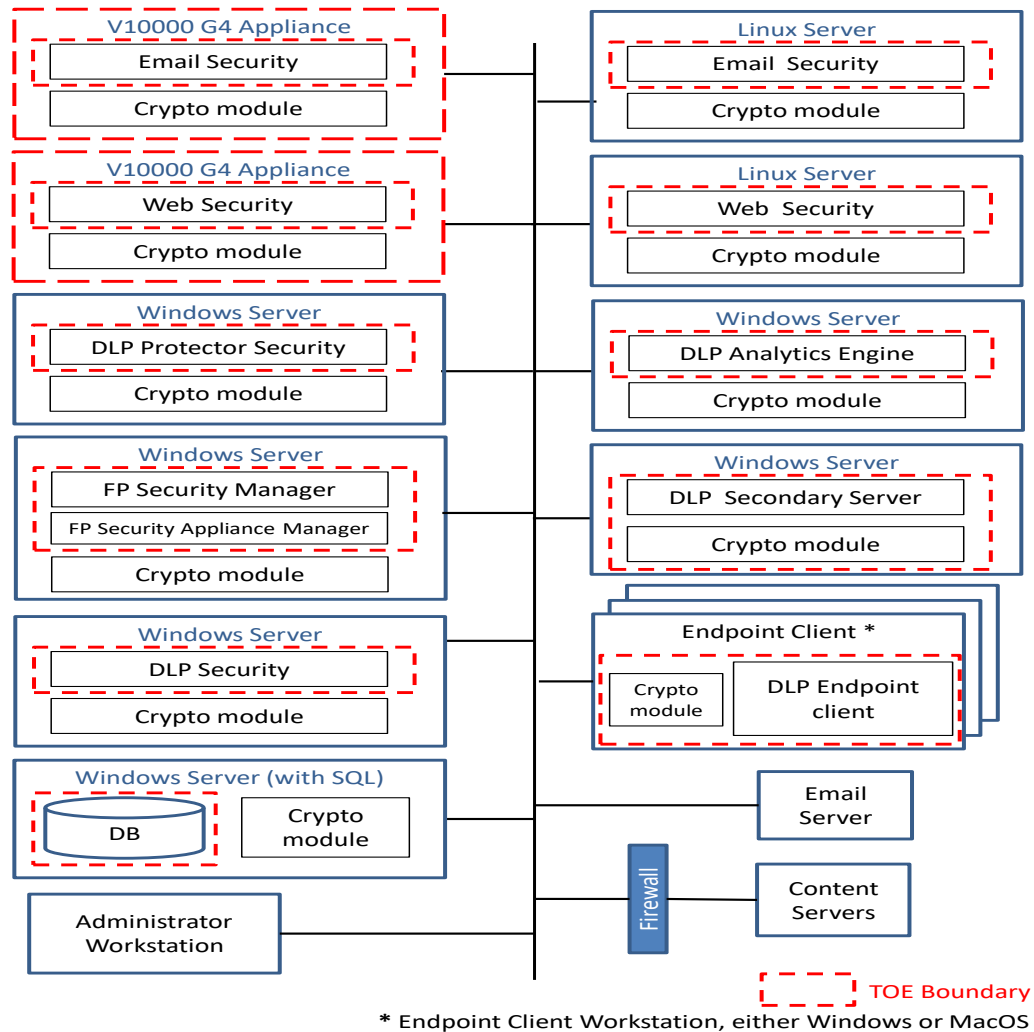 V10000 G4 Appliance
Email Security
Crypto module
V10000 G4 Appliance
Web Security
Crypto module
Windows Server
DLP Protector Security
Crypto module
Windows Server
FP Security Manager
FP Security Appliance Manager
Crypto module
Windows Server
DLP Security
Crypto module
Windows Server (with SQL)
DB
Crypto
module
Administrator
Workstation
Linux Server
Email Security
Crypto module
Linux Server
Web Security
Crypto module
Windows Server
DLP Analytics Engine
Crypto module
Windows Server
DLP Secondary Server
Crypto module
Endpoint Client *
Crypto
module
DLP Endpoint
client
Email
Server
Firewall
Content
Servers
TOE Boundary
* Endpoint Client Workstation, either Windows or MacOS